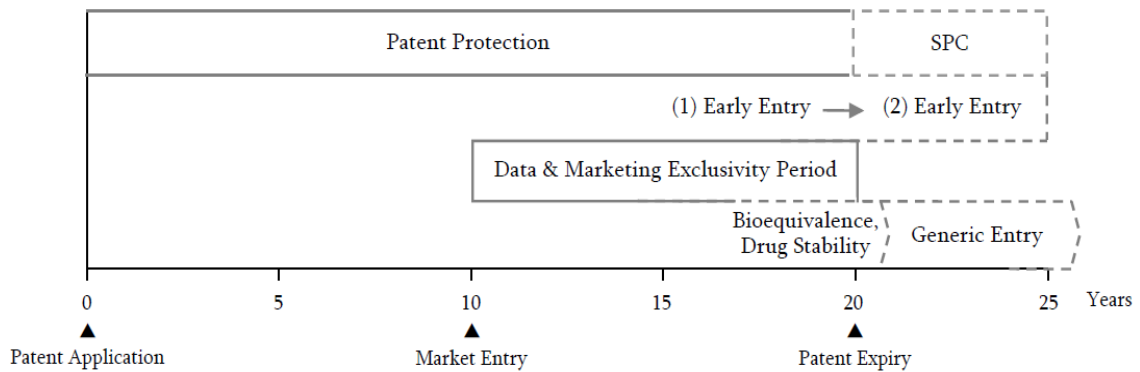 Patent Protection
SPC
(1) Early Entry
(2) Early Entry
Data & Marketing Exclusivity Period
Bioequivalence,
Drug Stability
Generic Entry
0
5
10
15
20
25
Years
Patent Application
Market Entry
Patent Expiry